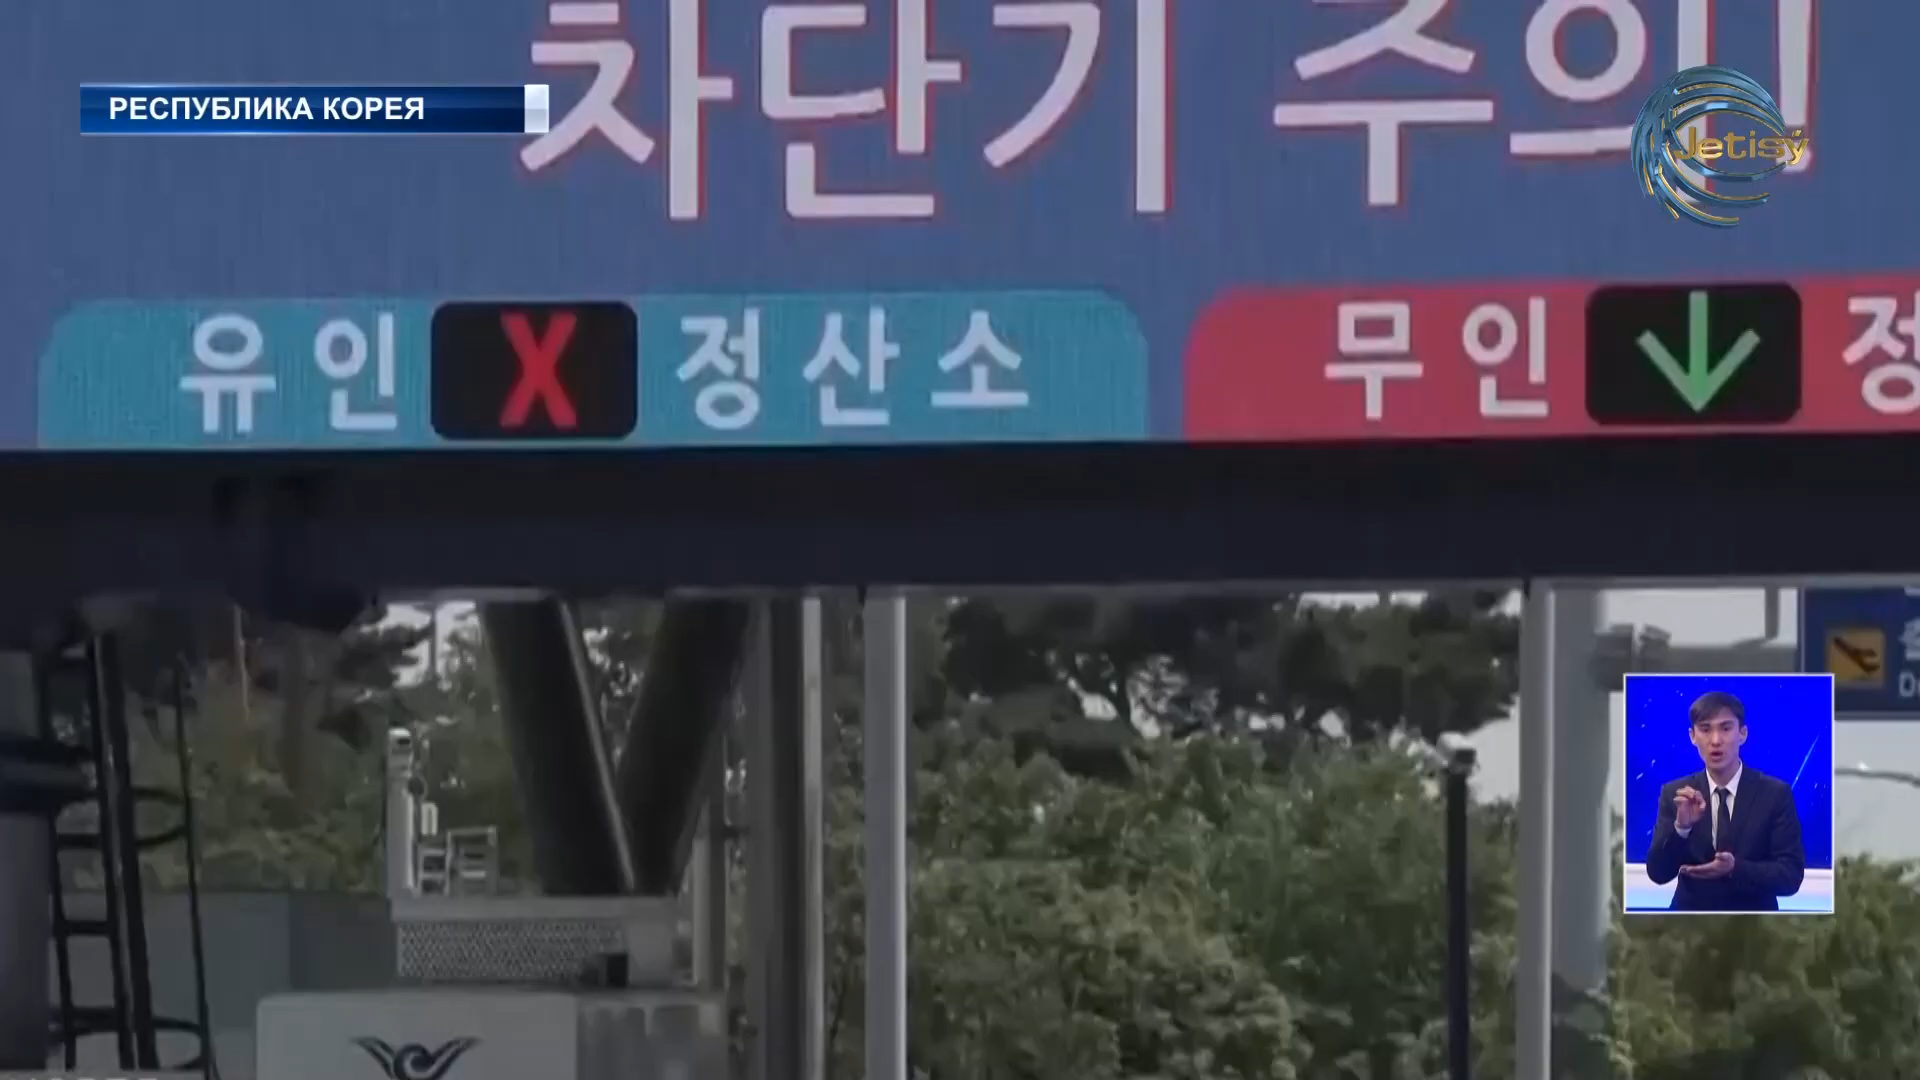 차단기 주의!
РЕСПУБЛИКА КОРЕЯ
Jetisý
유인 X 정산소
무인 ↓ 정